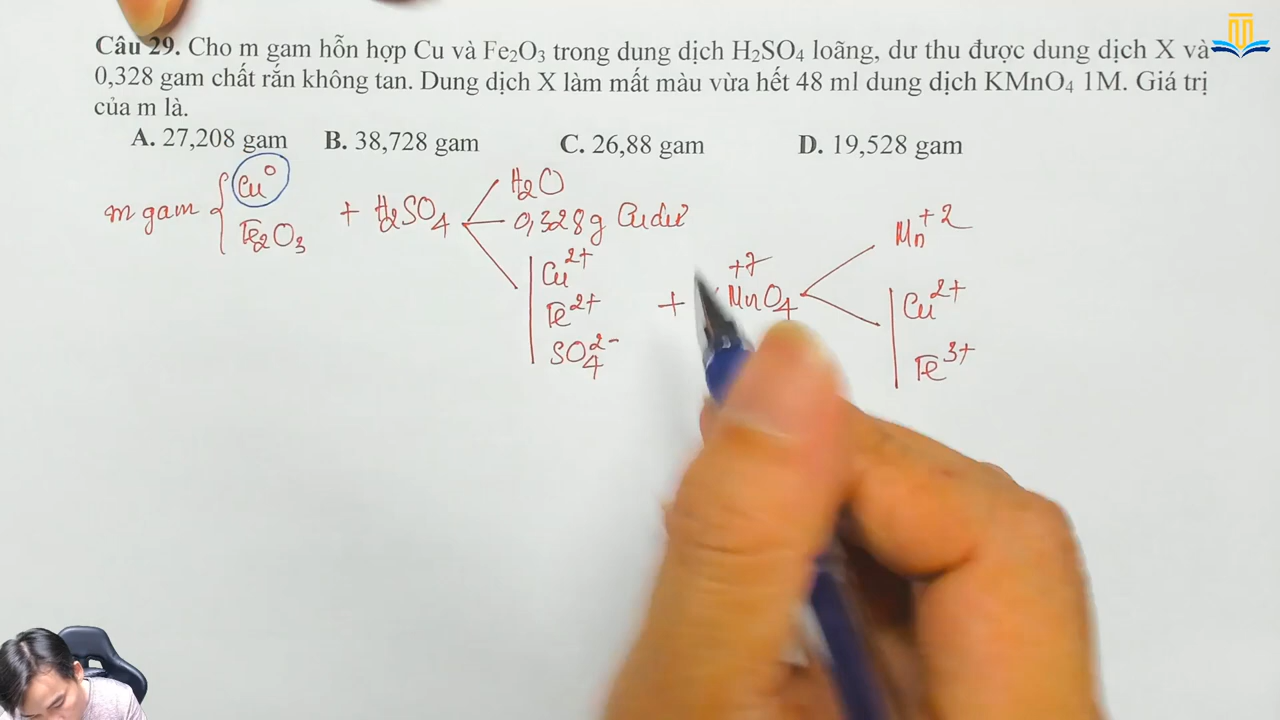 Câu 29. Cho m gam hỗn hợp Cu và Fe₂O₃ trong dung dịch H₂SO₄ loãng, dư thu được dung dịch X và
0,328 gam chất rắn không tan. Dung dịch X làm mất màu vừa hết 48 ml dung dịch KMnO₄ 1M. Giá trị
của m là.
A. 27,208 gam B. 38,728 gam C. 26,88 gam D. 19,528 gam
m gam { Cu⁰
Fe₂O₃
+ H₂SO₄
H₂O
0,328g Cu dư
Cu²⁺
Fe²⁺
SO₄²⁻
+
+7
MnO₄
Mn⁺²
Cu²⁺
Fe³⁺